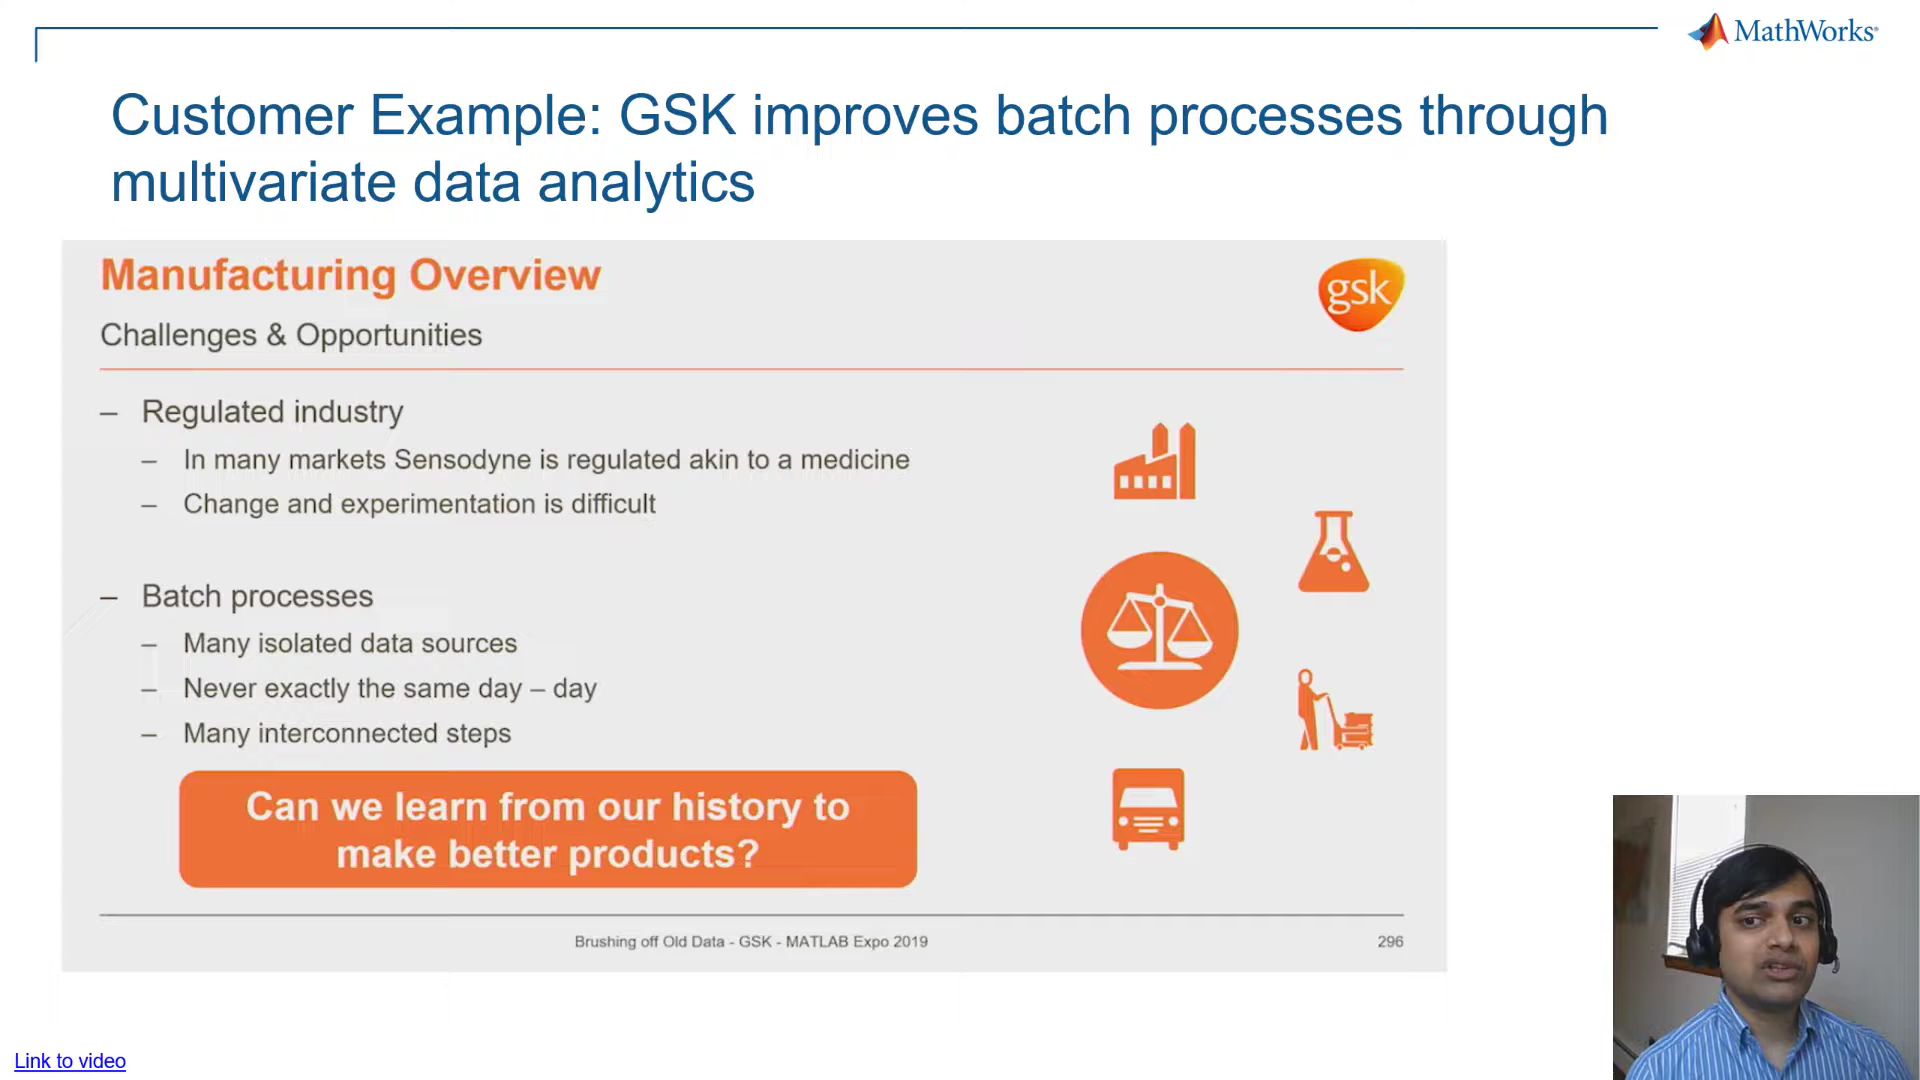 MathWorks®
Customer Example: GSK improves batch processes through
multivariate data analytics
Manufacturing Overview
gsk
Challenges & Opportunities
– Regulated industry
– In many markets Sensodyne is regulated akin to a medicine
– Change and experimentation is difficult
– Batch processes
– Many isolated data sources
– Never exactly the same day – day
– Many interconnected steps
Can we learn from our history to
make better products?
Brushing off Old Data - GSK - MATLAB Expo 2019
296
Link to video